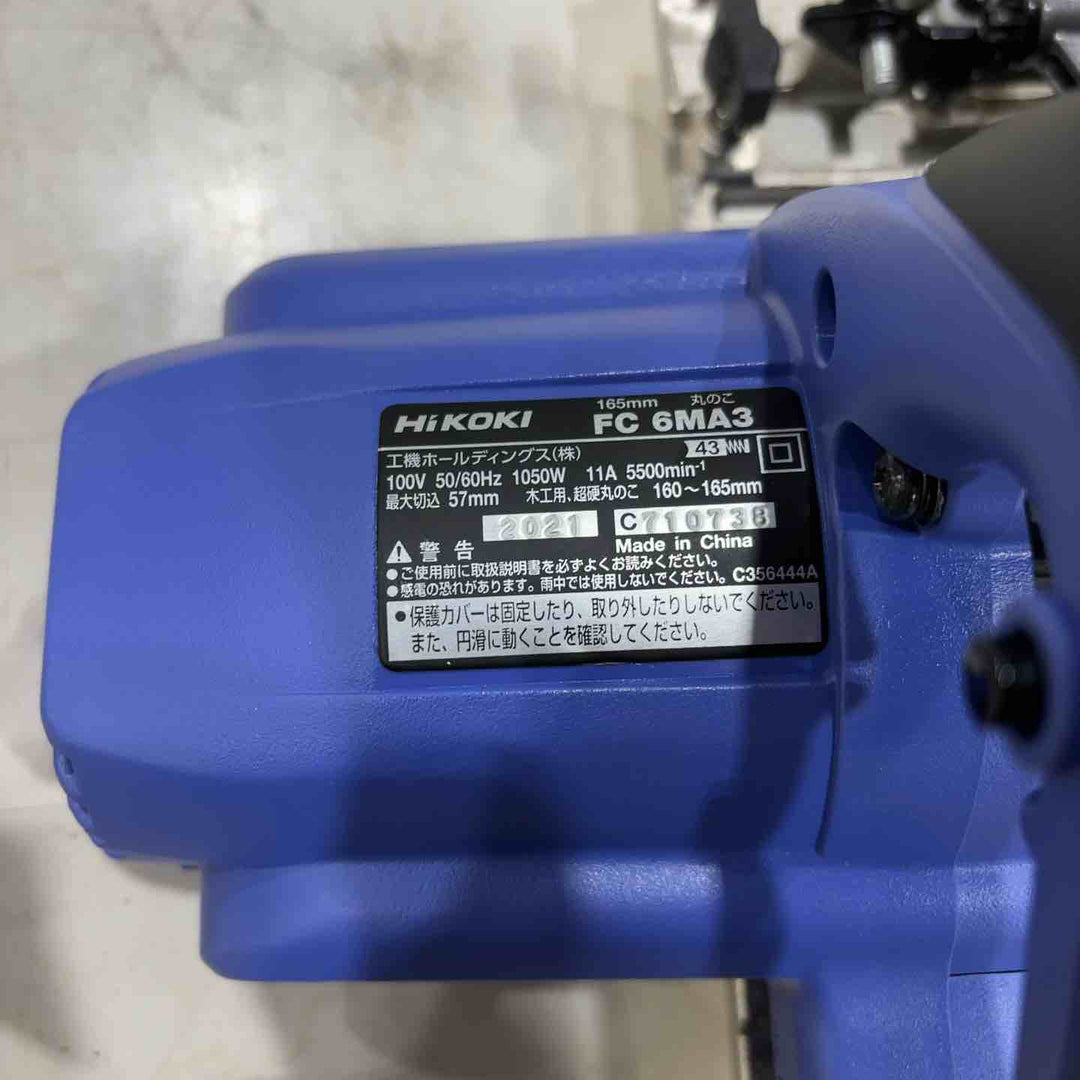 165mm 丸のこ
HiKOKI FC 6MA3
工機ホールディングス(株) 43
100V 50/60Hz 1050W 11A 5500min-1
最大切込 57mm 木工用、超硬丸のこ 160～165mm
2021 C710738
警告 Made in China
●ご使用前に取扱説明書を必ずよくお読みください。
●感電の恐れがあります。雨中では使用しないでください。C356444A
●保護カバーは固定したり、取り外したりしないでください。
また、円滑に動くことを確認してください。